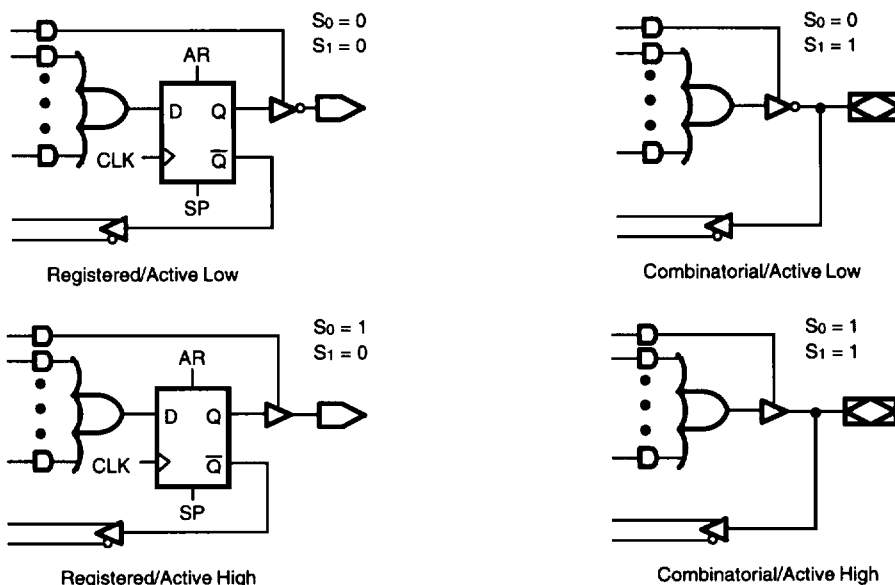 S₀ = 0
S₁ = 0
AR
D Q
CLK Q̅
SP
Registered/Active Low
S₀ = 0
S₁ = 1
Combinatorial/Active Low
S₀ = 1
S₁ = 0
AR
D Q
CLK Q̅
SP
Registered/Active High
S₀ = 1
S₁ = 1
Combinatorial/Active High